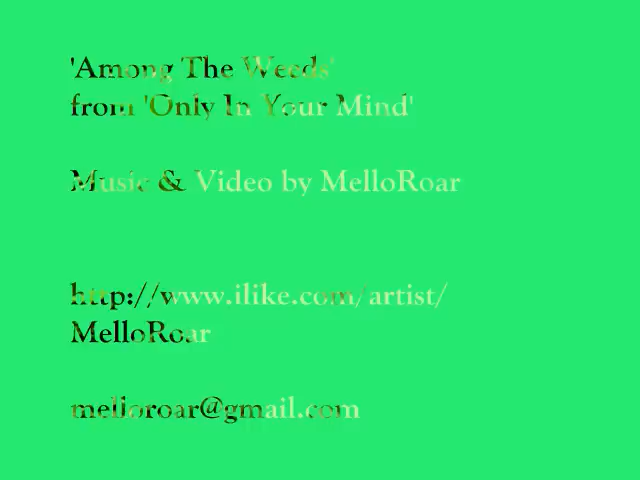 'Among The Weeds'
from 'Only In Your Mind'
Music & Video by MelloRoar
http://www.ilike.com/artist/
MelloRoar
melloroar@gmail.com